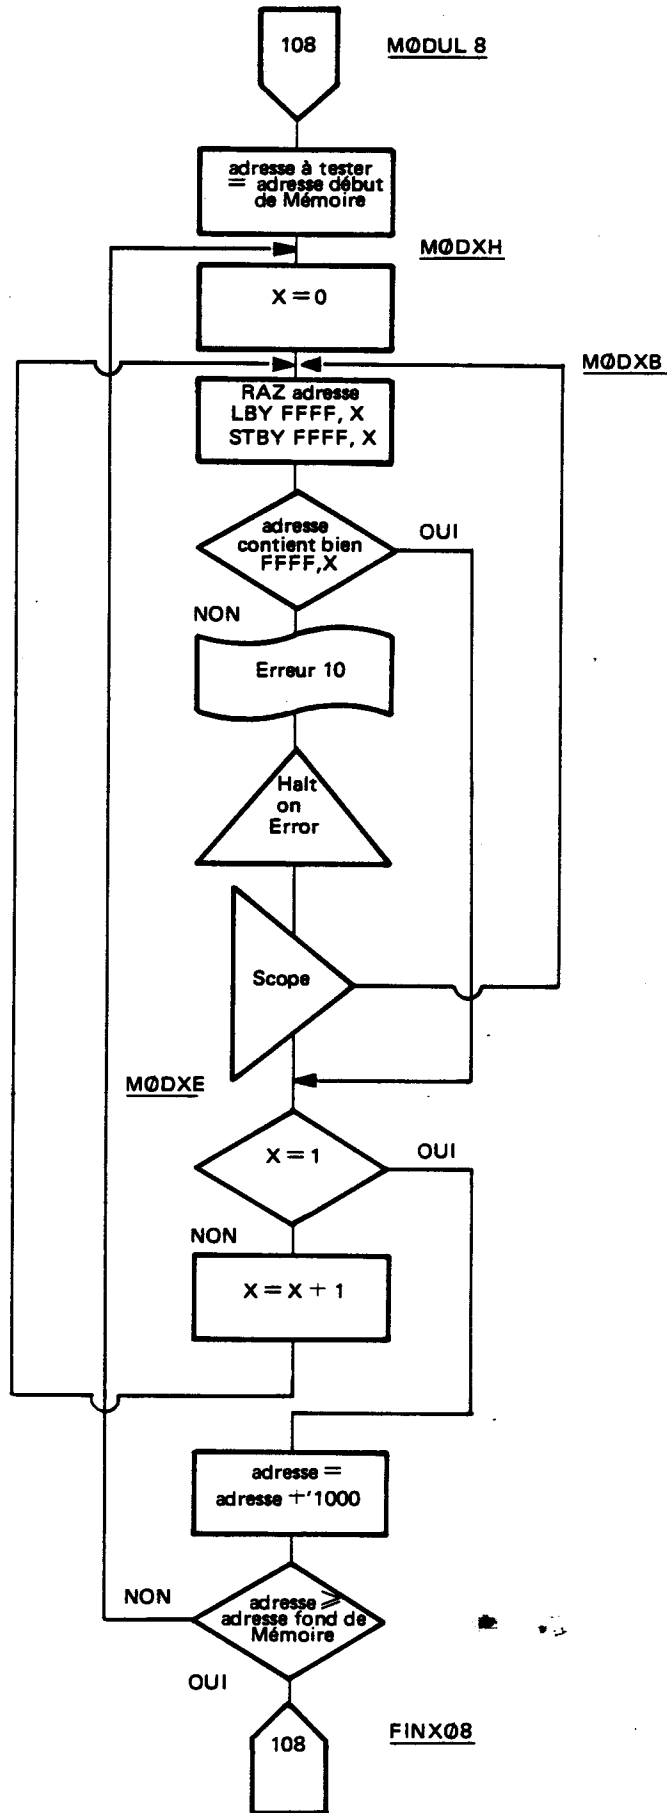 108
MØDUL 8
adresse à tester
= adresse début
de Mémoire
MØDXH
X = 0
MØDXB
RAZ adresse
LBY FFFF, X
STBY FFFF, X
adresse
contient bien
FFFF,X
OUI
NON
Erreur 10
Halt
on
Error
Scope
MØDXE
X = 1
OUI
NON
X = X + 1
adresse =
adresse +'1000
NON
adresse ⩾
adresse fond de
Mémoire
OUI
108
FINXØ8